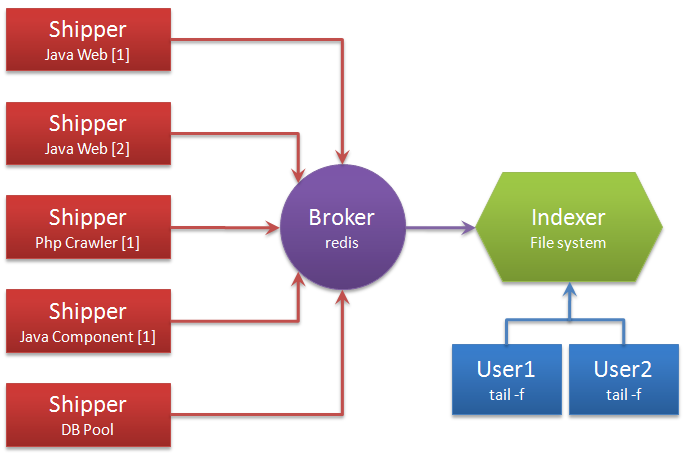 Shipper
Java Web [1]
Shipper
Java Web [2]
Shipper
Php Crawler [1]
Shipper
Java Component [1]
Shipper
DB Pool
Broker
redis
Indexer
File system
User1
tail -f
User2
tail -f